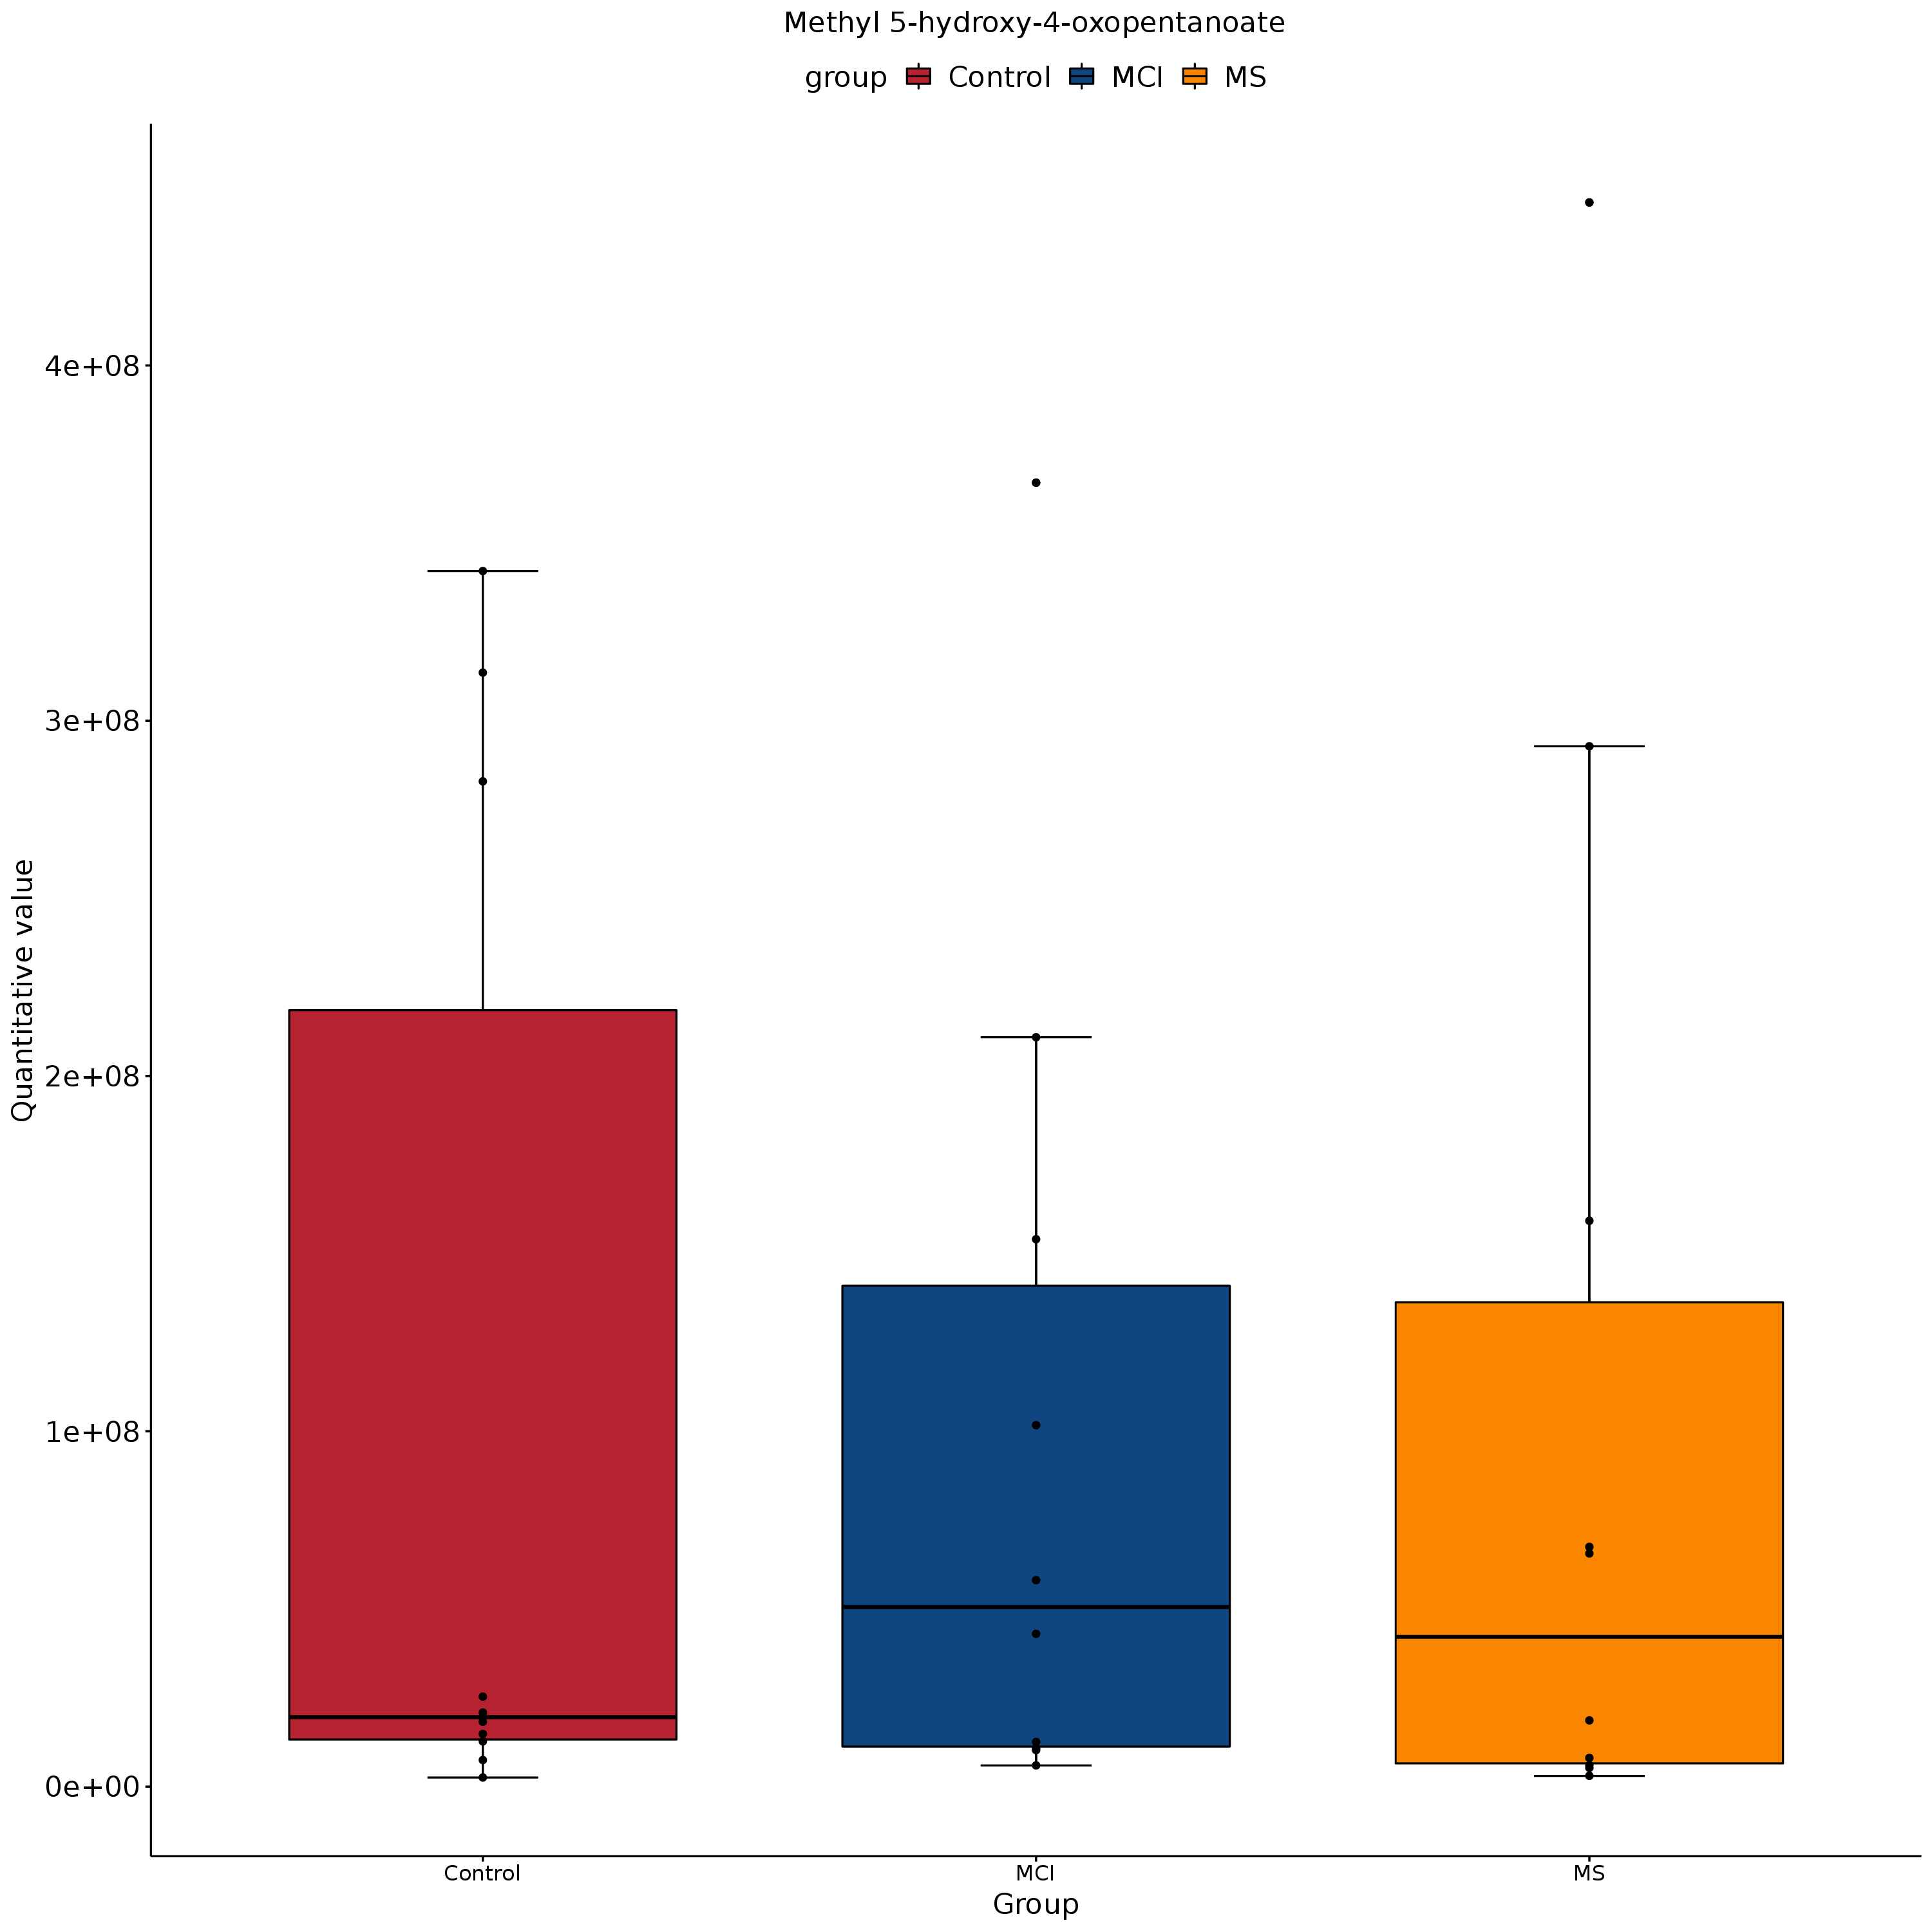 Methyl 5-hydroxy-4-oxopentanoate
group Control MCI MS
Quantitative value
4e+08
3e+08
2e+08
1e+08
0e+00
Control MCI MS
Group